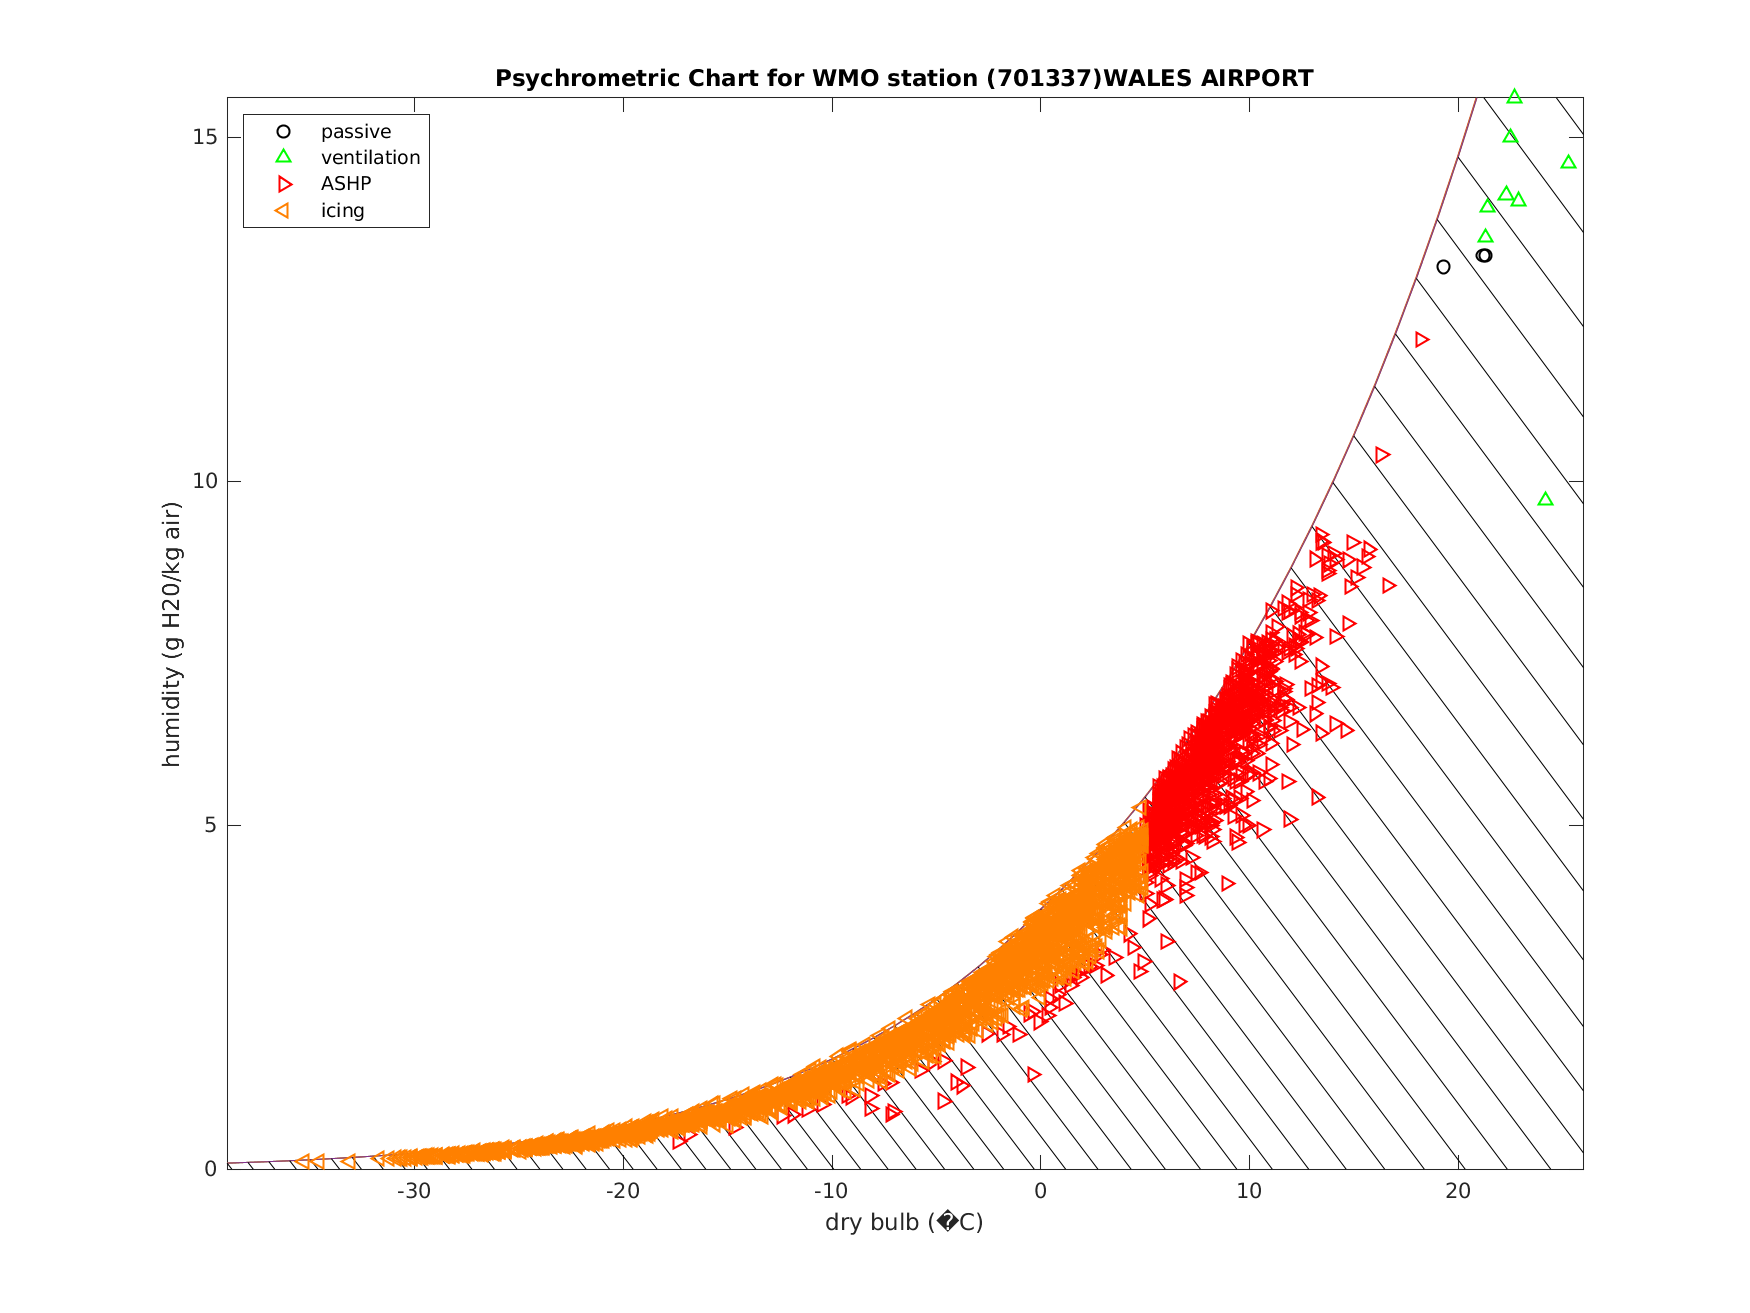 Psychrometric Chart for WMO station (701337)WALES AIRPORT
passive
ventilation
ASHP
icing
humidity (g H20/kg air)
15
10
5
0
-30 -20 -10 0 10 20
dry bulb (�C)